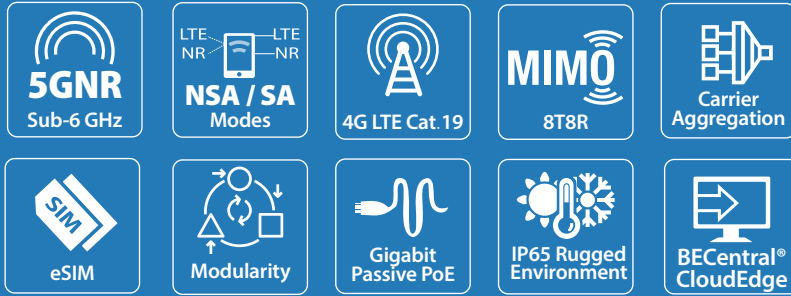 5GNR
Sub-6 GHz
LTE LTE
NR NR
NSA / SA
Modes
4G LTE Cat.19
MIMO
8T8R
Carrier
Aggregation
SIM
eSIM
Modularity
Gigabit
Passive PoE
IP65 Rugged
Environment
BECentral®
CloudEdge